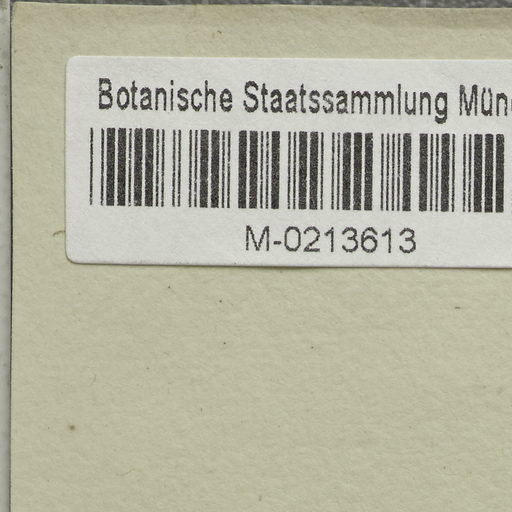 Botanische Staatssammlung Mün
M-0213613